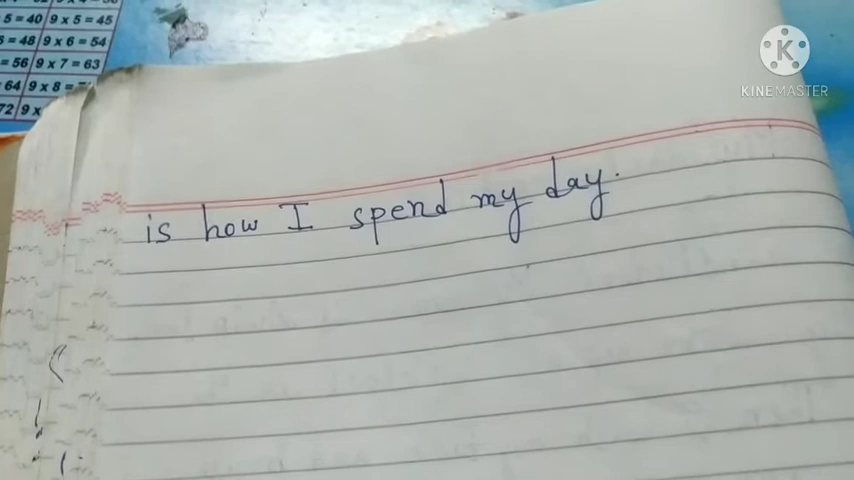 5 = 40 9 x 5 = 45
= 48 9 x 6 = 54
= 56 9 x 7 = 63
64 9 x 8 =
72 9 x
K
KINEMASTER
is how I spend my day.